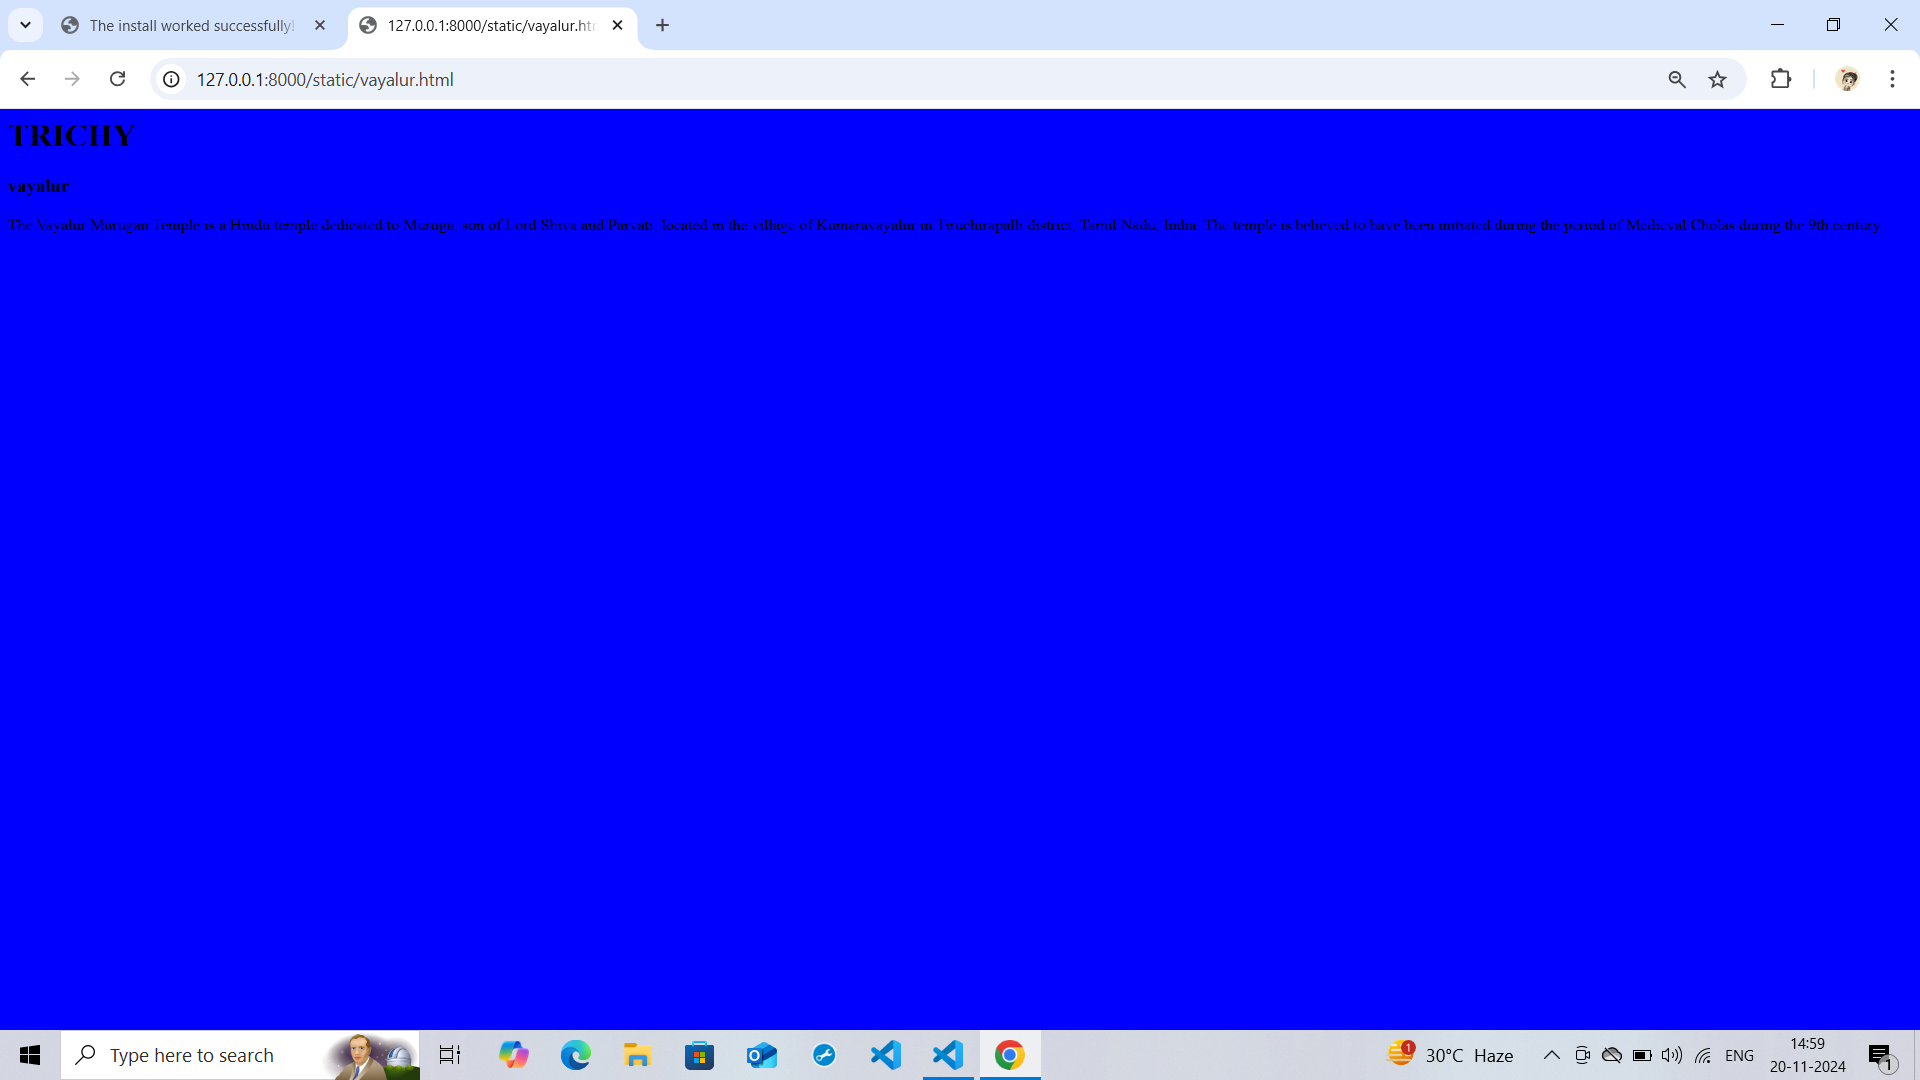 The install worked successfully!
127.0.0.1:8000/static/vayalur.htm
127.0.0.1:8000/static/vayalur.html
TRICHY
vayalur
The Vayalur Murugan Temple is a Hindu temple dedicated to Muruga, son of Lord Shiva and Parvati, located in the village of Kumaravayalur in Tiruchirapalli district, Tamil Nadu, India. The temple is believed to have been initiated during the period of Medieval Cholas during the 9th century.
Type here to search
1
30°C Haze
ENG
14:59
20-11-2024
1